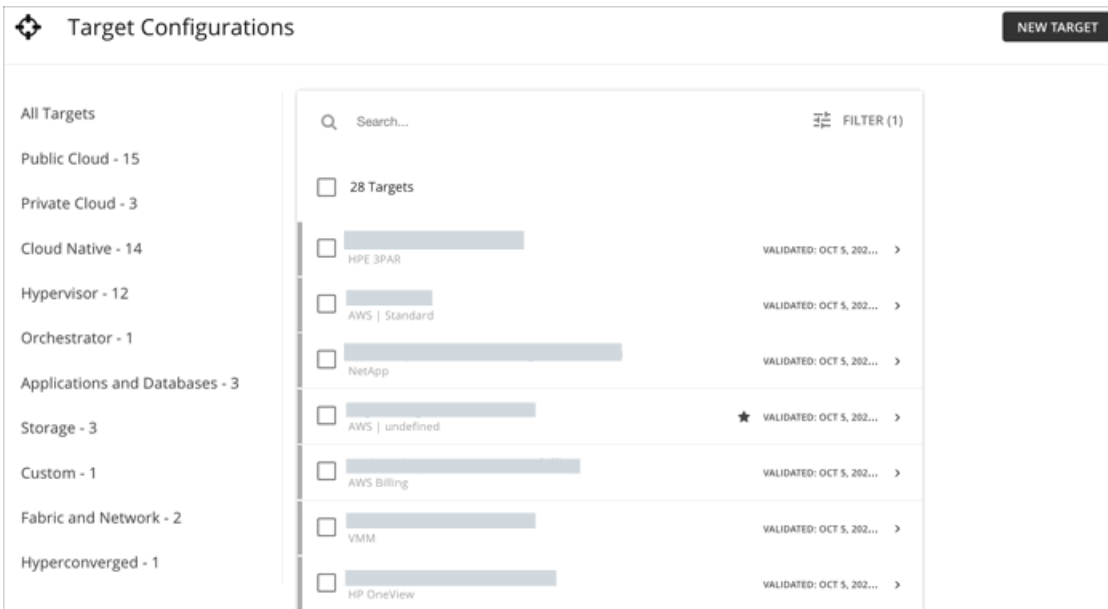 Target Configurations
NEW TARGET
All Targets
Public Cloud - 15
Private Cloud - 3
Cloud Native - 14
Hypervisor - 12
Orchestrator - 1
Applications and Databases - 3
Storage - 3
Custom - 1
Fabric and Network - 2
Hyperconverged - 1
Search...
FILTER (1)
28 Targets
HPE 3PAR
VALIDATED: OCT 5, 202...
AWS | Standard
VALIDATED: OCT 5, 202...
NetApp
VALIDATED: OCT 5, 202...
AWS | undefined
VALIDATED: OCT 5, 202...
AWS Billing
VALIDATED: OCT 5, 202...
VMM
VALIDATED: OCT 5, 202...
HP OneView
VALIDATED: OCT 5, 202...